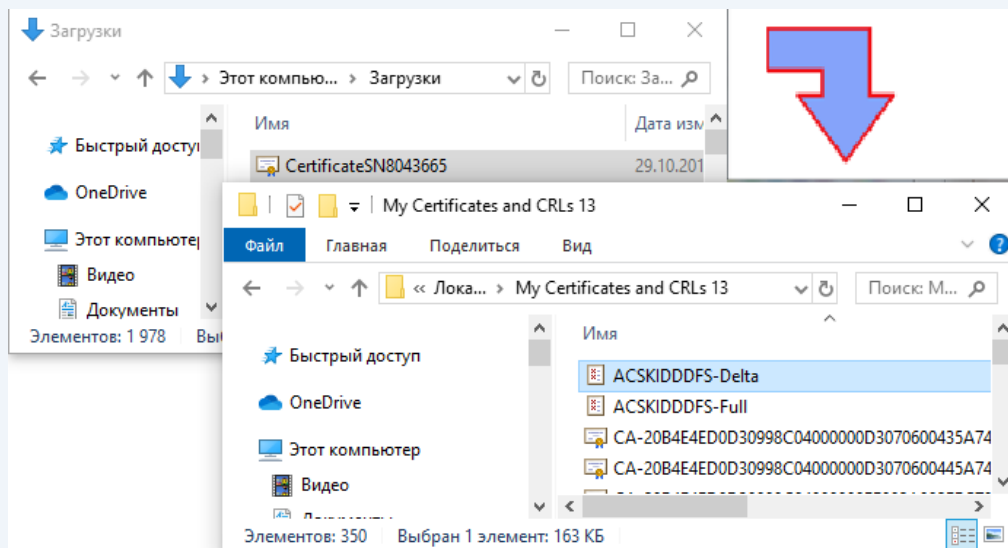 Загрузки
Этот компью... > Загрузки
Поиск: За...
Имя
Дата изм
Быстрый досту
CertificateSN8043665
29.10.201
OneDrive
Этот компьюте
Видео
Документы
Элементов: 1 978
My Certificates and CRLs 13
Файл Главная Поделиться Вид
« Лока... > My Certificates and CRLs 13
Поиск: M...
Имя
Быстрый доступ
ACSKIDDDFS-Delta
OneDrive
ACSKIDDDFS-Full
CA-20B4E4ED0D30998C04000000D3070600435A74
Этот компьютер
CA-20B4E4ED0D30998C04000000D3070600445A74
Видео
Элементов: 350 Выбран 1 элемент: 163 КБ